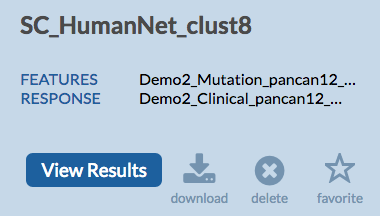 SC_HumanNet_clust8
FEATURES Demo2_Mutation_pancan12_...
RESPONSE Demo2_Clinical_pancan12_...
View Results download delete favorite